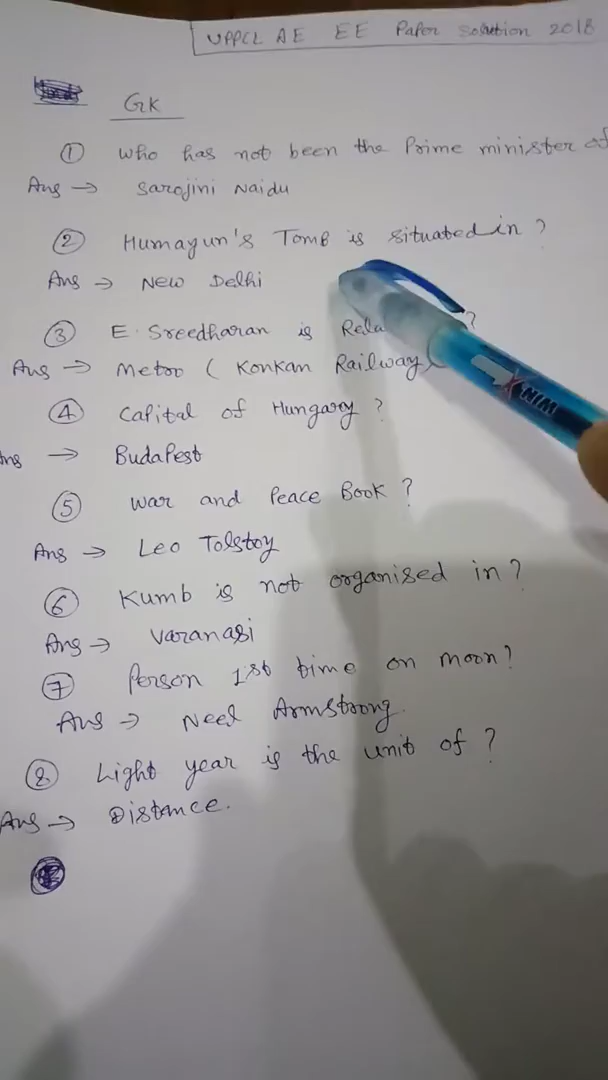 UPPCL AE EE Paper Solution 2018
GK
① Who has not been the Prime minister of
Ans → Sarojini Naidu
② Humayun's Tomb is situated in ?
Ans → New Delhi
③ E. Sreedharan is Rela ?
Ans → Metro ( Konkan Railway )
④ Capital of Hungary ?
Ans → Budapest
⑤ War and Peace Book ?
Ans → Leo Tolstoy
⑥ Kumb is not organised in ?
Ans → Varanasi
⑦ Person 1st time on moon ?
Ans → Neel Armstrong.
⑧ Light year is the unit of ?
Ans → Distance.
WIN